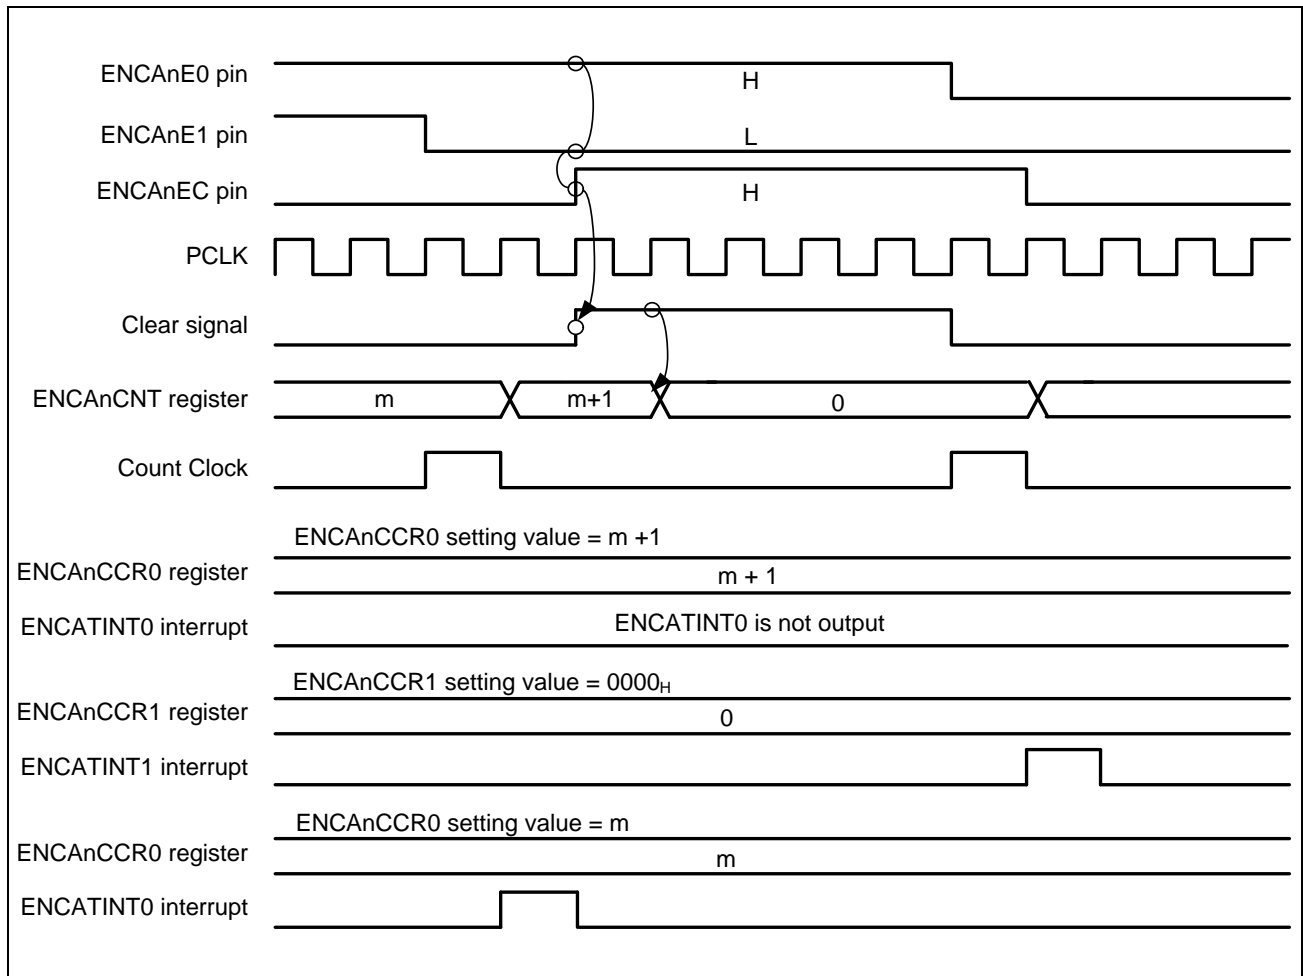 ENCAnE0 pin
H
ENCAnE1 pin
L
ENCAnEC pin
H
PCLK
Clear signal
ENCAnCNT register
m
m+1
0
Count Clock
ENCAnCCR0 setting value = m +1
ENCAnCCR0 register
m + 1
ENCATINT0 interrupt
ENCATINT0 is not output
ENCAnCCR1 setting value = 0000H
ENCAnCCR1 register
0
ENCATINT1 interrupt
ENCAnCCR0 setting value = m
ENCAnCCR0 register
m
ENCATINT0 interrupt